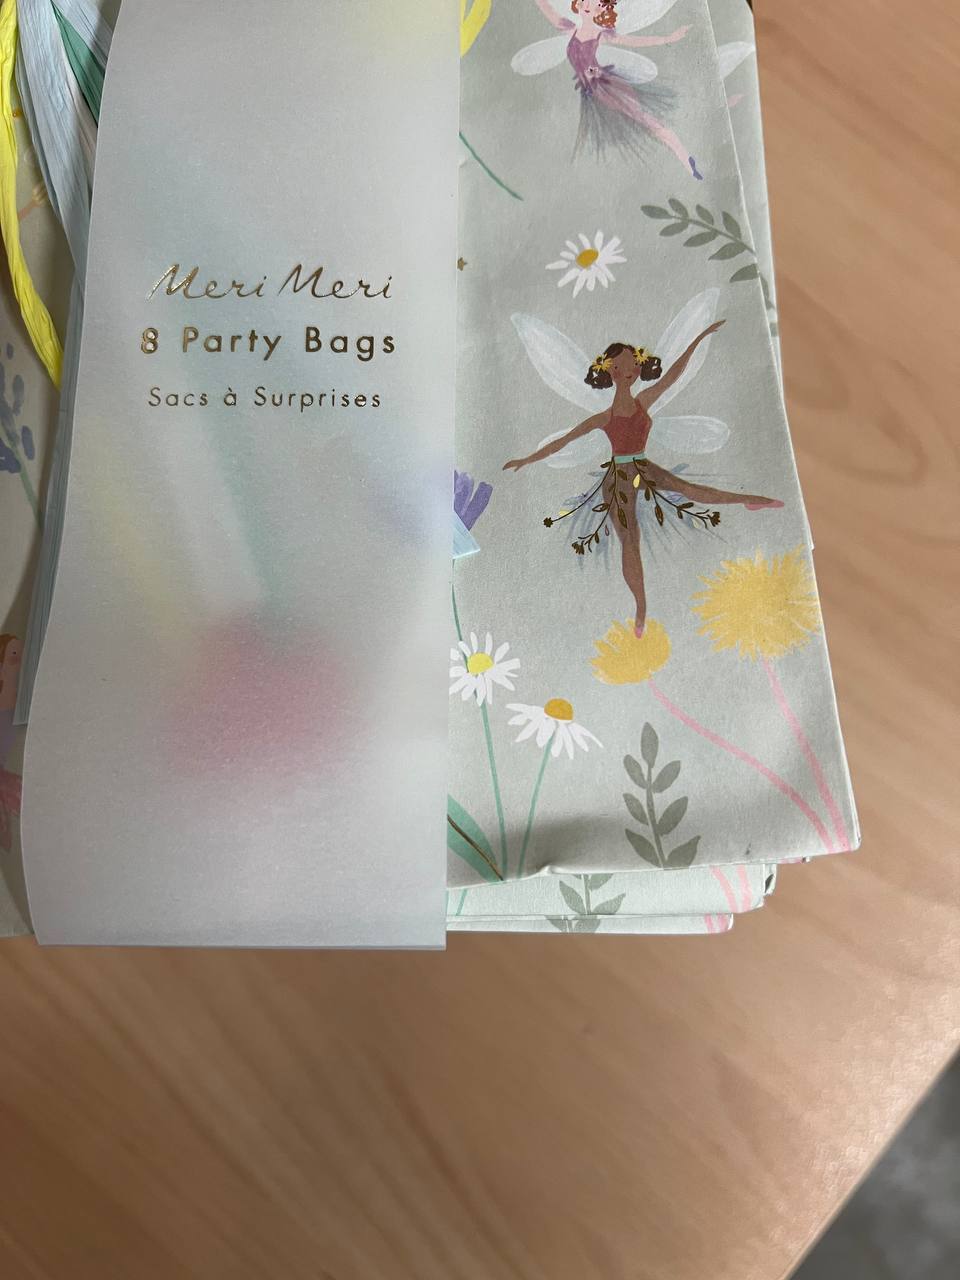 Meri Meri
8 Party Bags
Sacs à Surprises